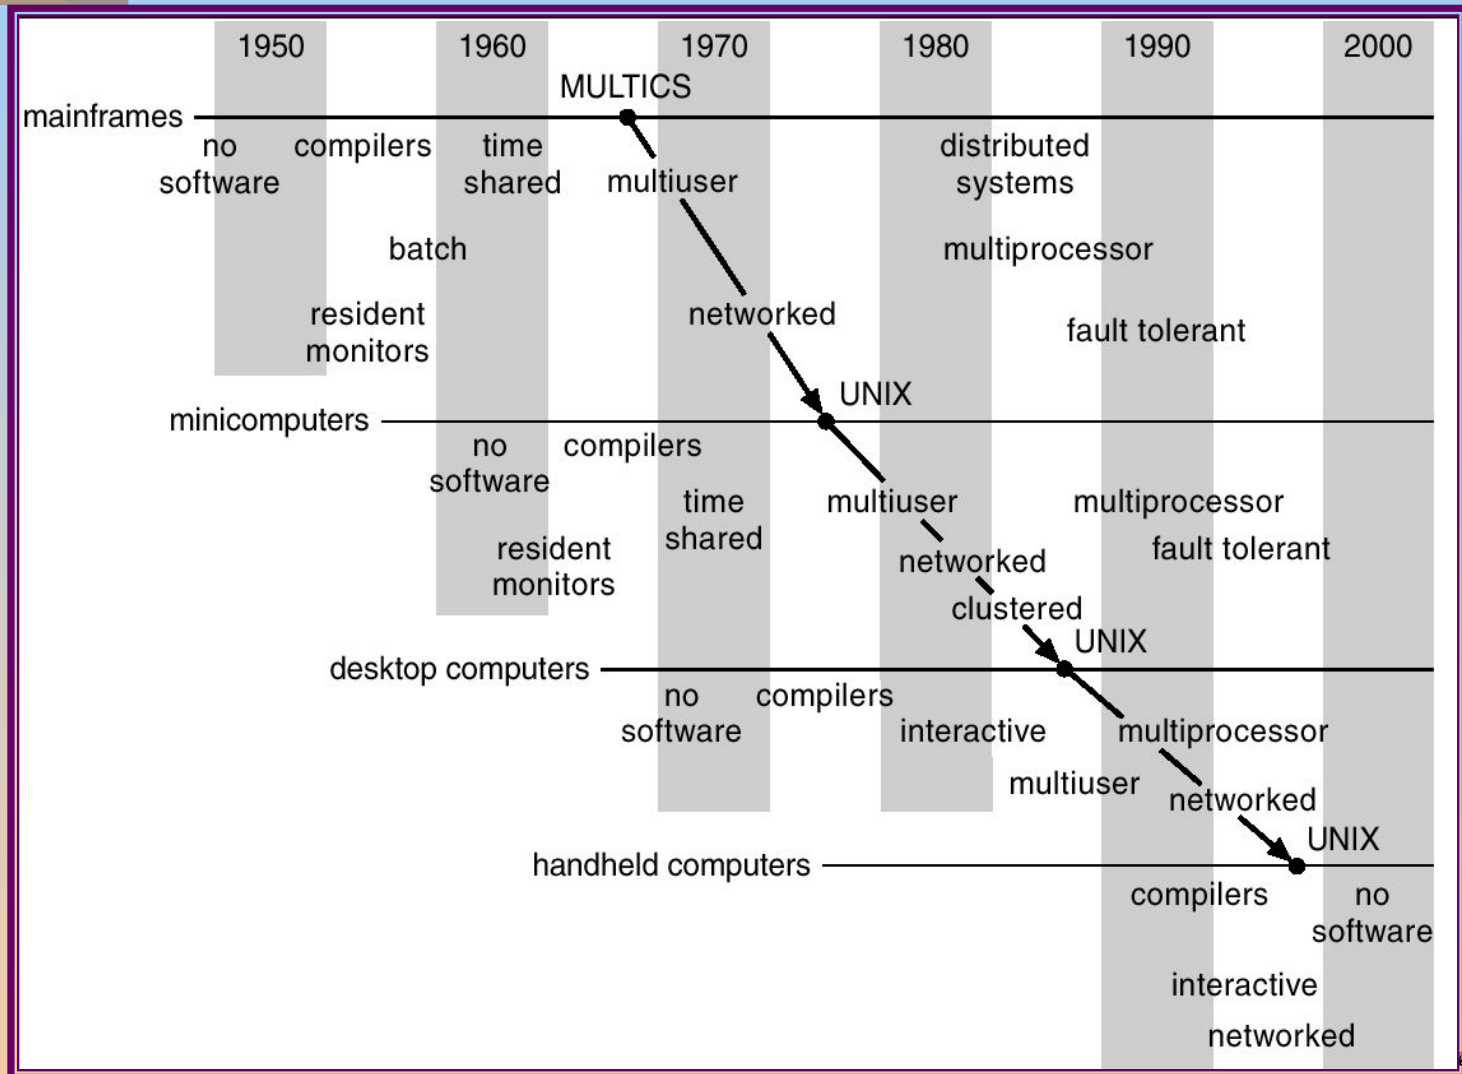 1950 1960 1970 1980 1990 2000
MULTICS
mainframes
no compilers time distributed
software shared multiuser systems
batch multiprocessor
resident networked
monitors fault tolerant
UNIX
minicomputers
no compilers
software
time multiuser multiprocessor
shared
resident fault tolerant
monitors networked
clustered
UNIX
desktop computers
no compilers
software interactive multiprocessor
multiuser
networked
UNIX
handheld computers
compilers no
software
interactive
networked